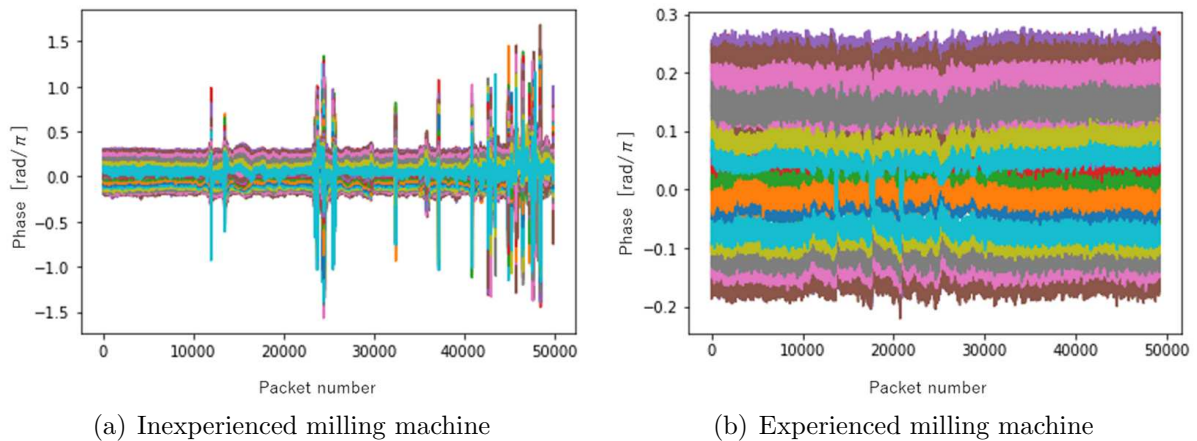 1.5
1.0
0.5
0.0
−0.5
−1.0
−1.5
Phase [rad/π]
0 10000 20000 30000 40000 50000
Packet number
(a) Inexperienced milling machine
0.3
0.2
0.1
0.0
−0.1
−0.2
Phase [rad/π]
0 10000 20000 30000 40000 50000
Packet number
(b) Experienced milling machine